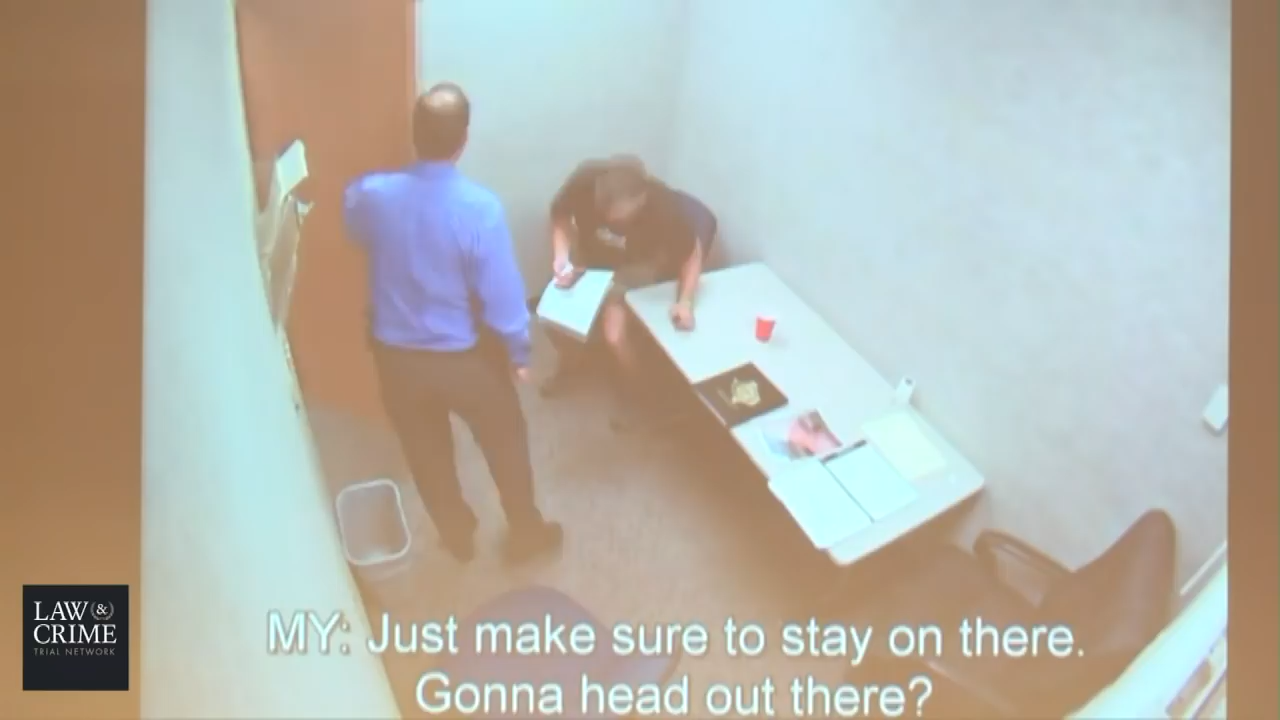 LAW &
CRIME
TRIAL NETWORK
MY: Just make sure to stay on there.
Gonna head out there?